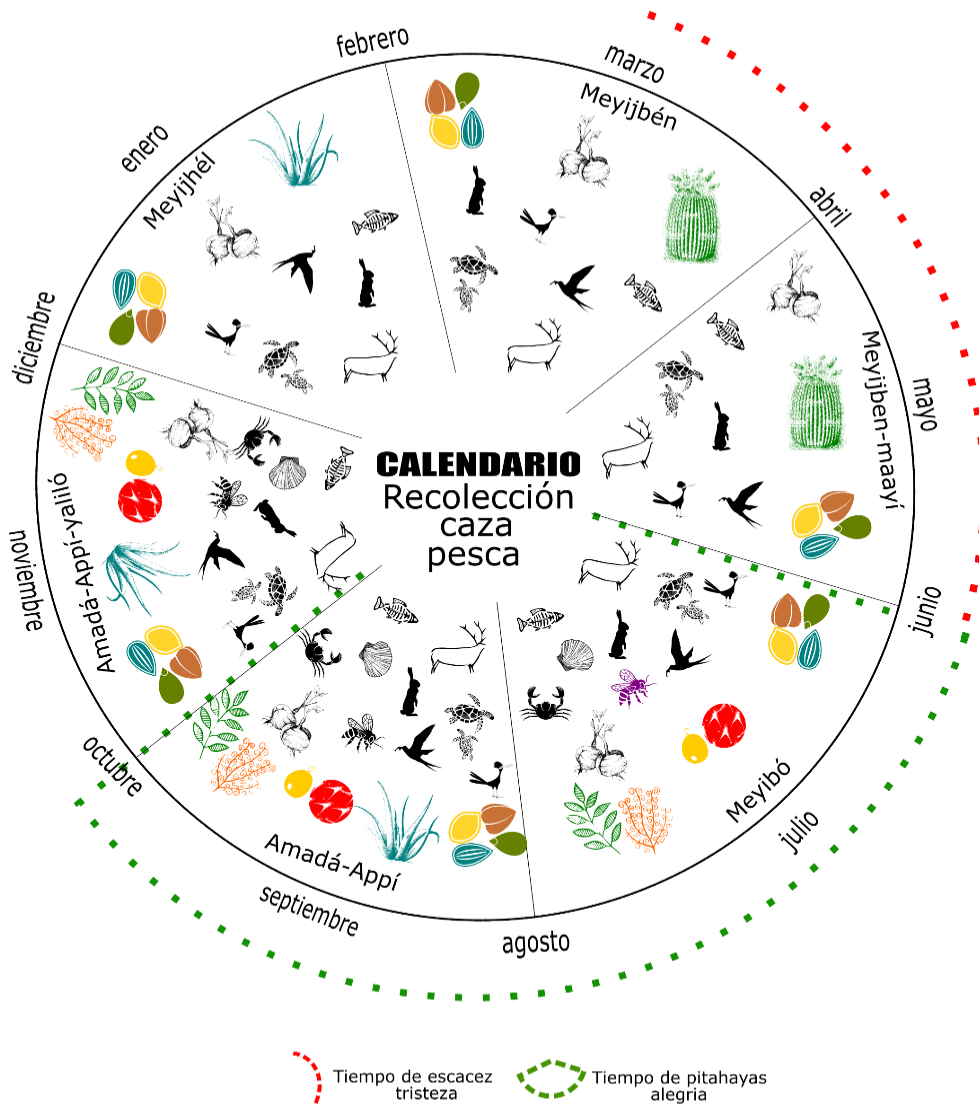 febrero
marzo
abril
mayo
junio
julio
agosto
septiembre
octubre
noviembre
diciembre
enero
Meyijhél
Meyijbén
Meyijben-maayí
Meyibó
Amadá-Appí
Amadá-Appí-yaliló
CALENDARIO
Recolección
caza
pesca
Tiempo de escacez
tristeza
Tiempo de pitahayas
alegria